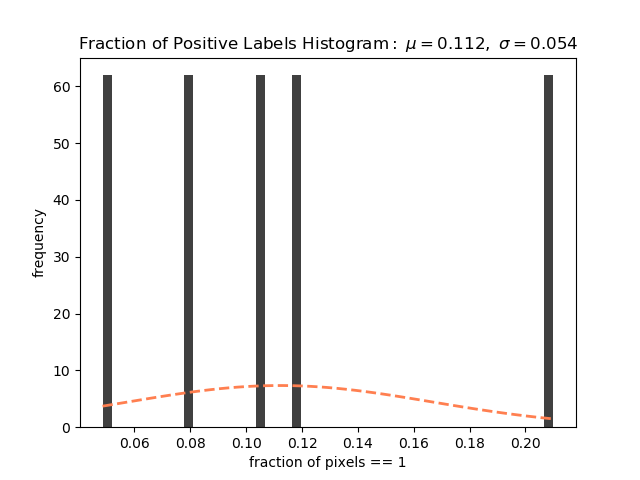 Fraction of Positive Labels Histogram : μ = 0.112, σ = 0.054
60
50
40
30
20
10
0
frequency
0.06 0.08 0.10 0.12 0.14 0.16 0.18 0.20
fraction of pixels == 1